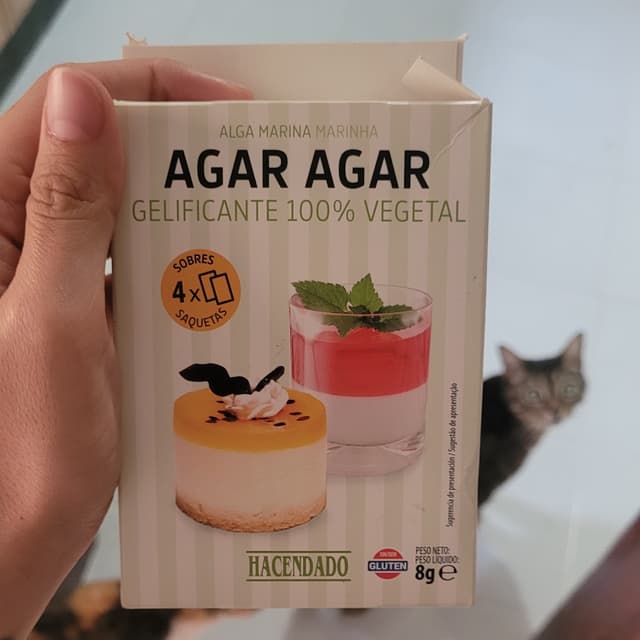 ALGA MARINA MARINHA
AGAR AGAR
GELIFICANTE 100% VEGETAL
SOBRES
4x
SAQUETAS
Sugerencia de presentación / Sugestão de apresentação
HACENDADO
SIN/SEM
GLUTEN
PESO NETO:
PESO LÍQUIDO:
8g e